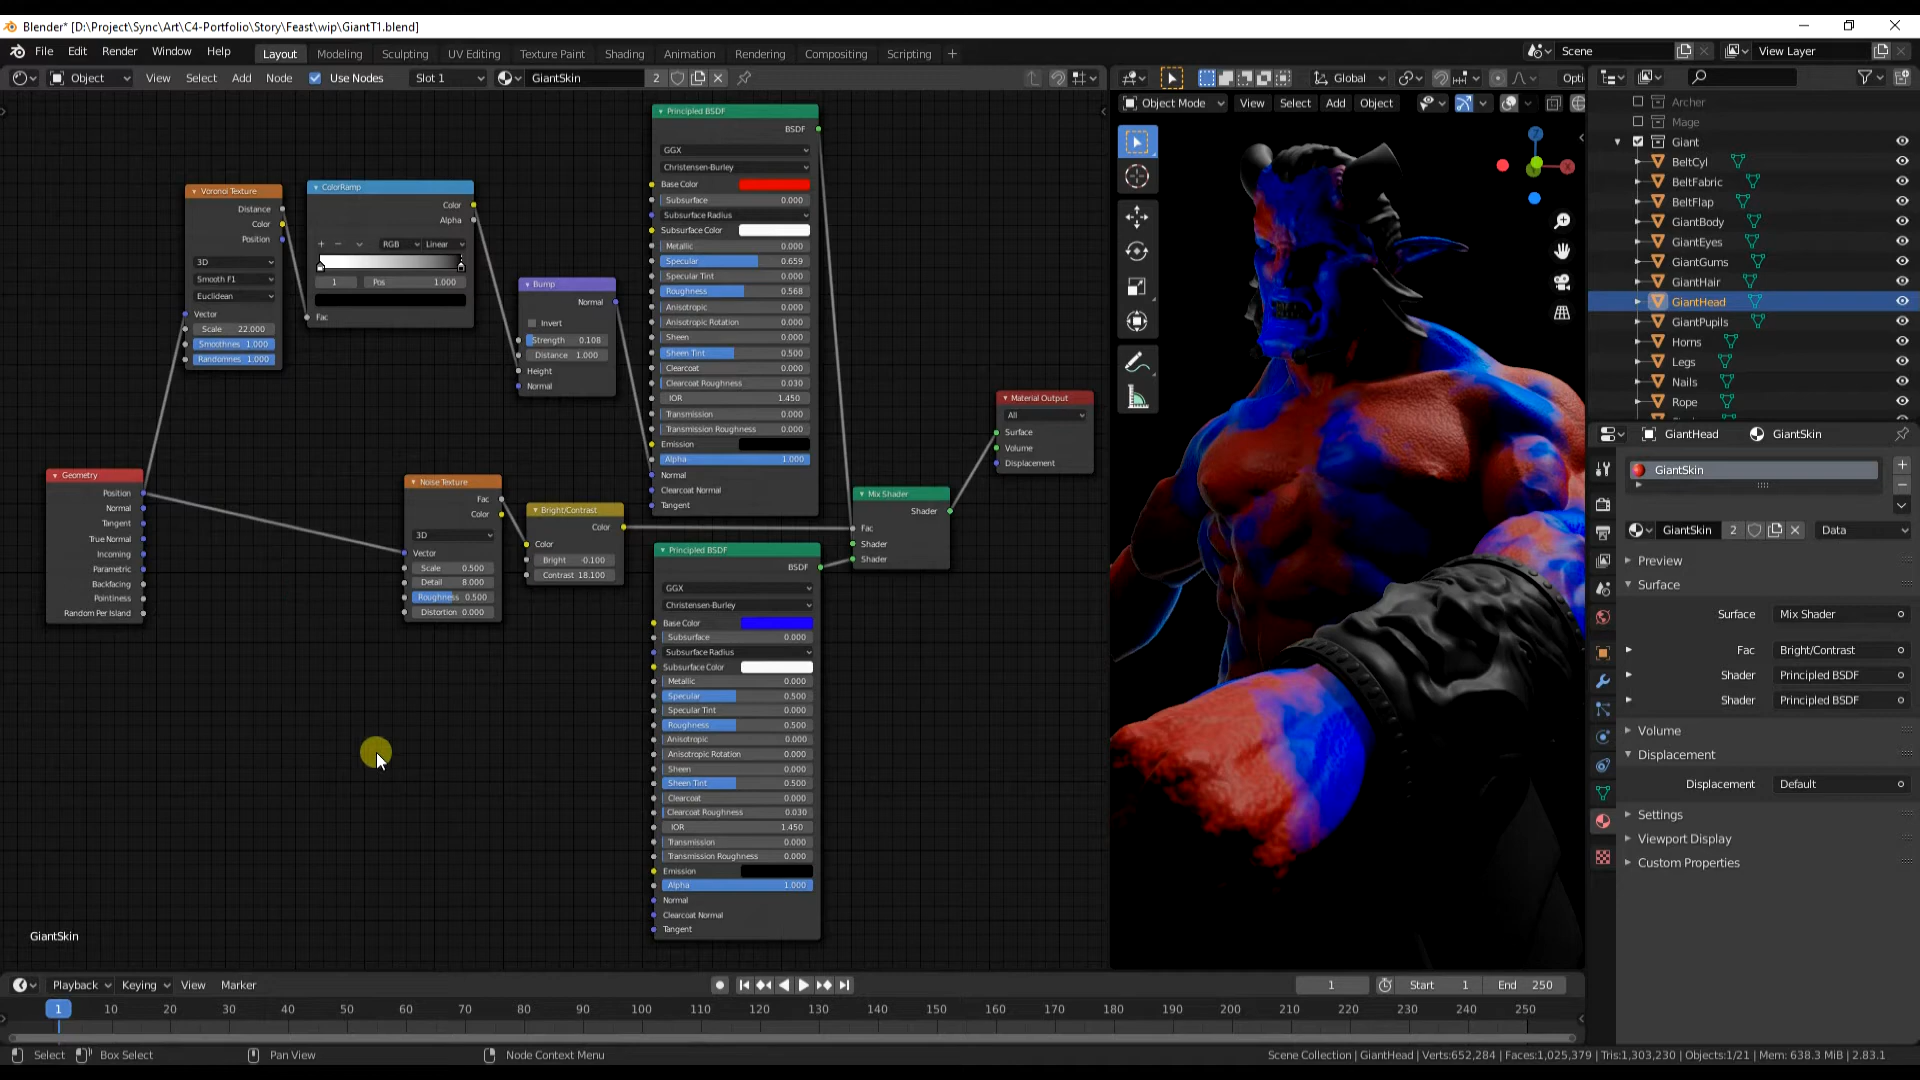 Blender* [D:\Project\Sync\Art\C4-Portfolio\Story\Feast\wip\GiantT1.blend]
File Edit Render Window Help Layout Modeling Sculpting UV Editing Texture Paint Shading Animation Rendering Compositing Scripting + Scene View Layer
Object View Select Add Node Use Nodes Slot 1 GiantSkin 2 Global Opti
Object Mode View Select Add Object
Archer
Mage
Giant
BeltCyl
BeltFabric
BeltFlap
GiantBody
GiantEyes
GiantGums
GiantHair
GiantHead
GiantPupils
Horns
Legs
Nails
Rope
Geometry
Position
Normal
Tangent
True Normal
Incoming
Parametric
Backfacing
Pointiness
Random Per Island
Voronoi Texture
Distance
Color
Position
3D
Smooth F1
Euclidean
Vector
Scale 22.000
Smoothnes 1.000
Randomnes 1.000
ColorRamp
Color
Alpha
+ − RGB Linear
1 Pos 1.000
Fac
Bump
Normal
Invert
Strength 0.108
Distance 1.000
Height
Normal
Noise Texture
Fac
Color
3D
Vector
Scale 0.500
Detail 8.000
Roughness 0.500
Distortion 0.000
Bright/Contrast
Color
Color
Bright -0.100
Contrast 18.100
Principled BSDF
BSDF
GGX
Christensen-Burley
Base Color
Subsurface 0.000
Subsurface Radius
Subsurface Color
Metallic 0.000
Specular 0.659
Specular Tint 0.000
Roughness 0.568
Anisotropic 0.000
Anisotropic Rotation 0.000
Sheen 0.000
Sheen Tint 0.500
Clearcoat 0.000
Clearcoat Roughness 0.030
IOR 1.450
Transmission 0.000
Transmission Roughness 0.000
Emission
Alpha 1.000
Normal
Clearcoat Normal
Tangent
Principled BSDF
BSDF
GGX
Christensen-Burley
Base Color
Subsurface 0.000
Subsurface Radius
Subsurface Color
Metallic 0.000
Specular 0.500
Specular Tint 0.000
Roughness 0.500
Anisotropic 0.000
Anisotropic Rotation 0.000
Sheen 0.000
Sheen Tint 0.500
Clearcoat 0.000
Clearcoat Roughness 0.030
IOR 1.450
Transmission 0.000
Transmission Roughness 0.000
Emission
Alpha 1.000
Normal
Clearcoat Normal
Tangent
Mix Shader
Shader
Fac
Shader
Shader
Material Output
All
Surface
Volume
Displacement
Z
GiantHead GiantSkin
GiantSkin
GiantSkin 2 Data
Preview
Surface
Surface Mix Shader
Fac Bright/Contrast
Shader Principled BSDF
Shader Principled BSDF
Volume
Displacement
Displacement Default
Settings
Viewport Display
Custom Properties
GiantSkin
Playback Keying View Marker 1 Start 1 End 250
1 10 20 30 40 50 60 70 80 90 100 110 120 130 140 150 160 170 180 190 200 210 220 230 240 250
Select Box Select Pan View Node Context Menu Scene Collection | GiantHead | Verts:652,284 | Faces:1,025,379 | Tris:1,303,230 | Objects:1/21 | Mem: 638.3 MiB | 2.83.1